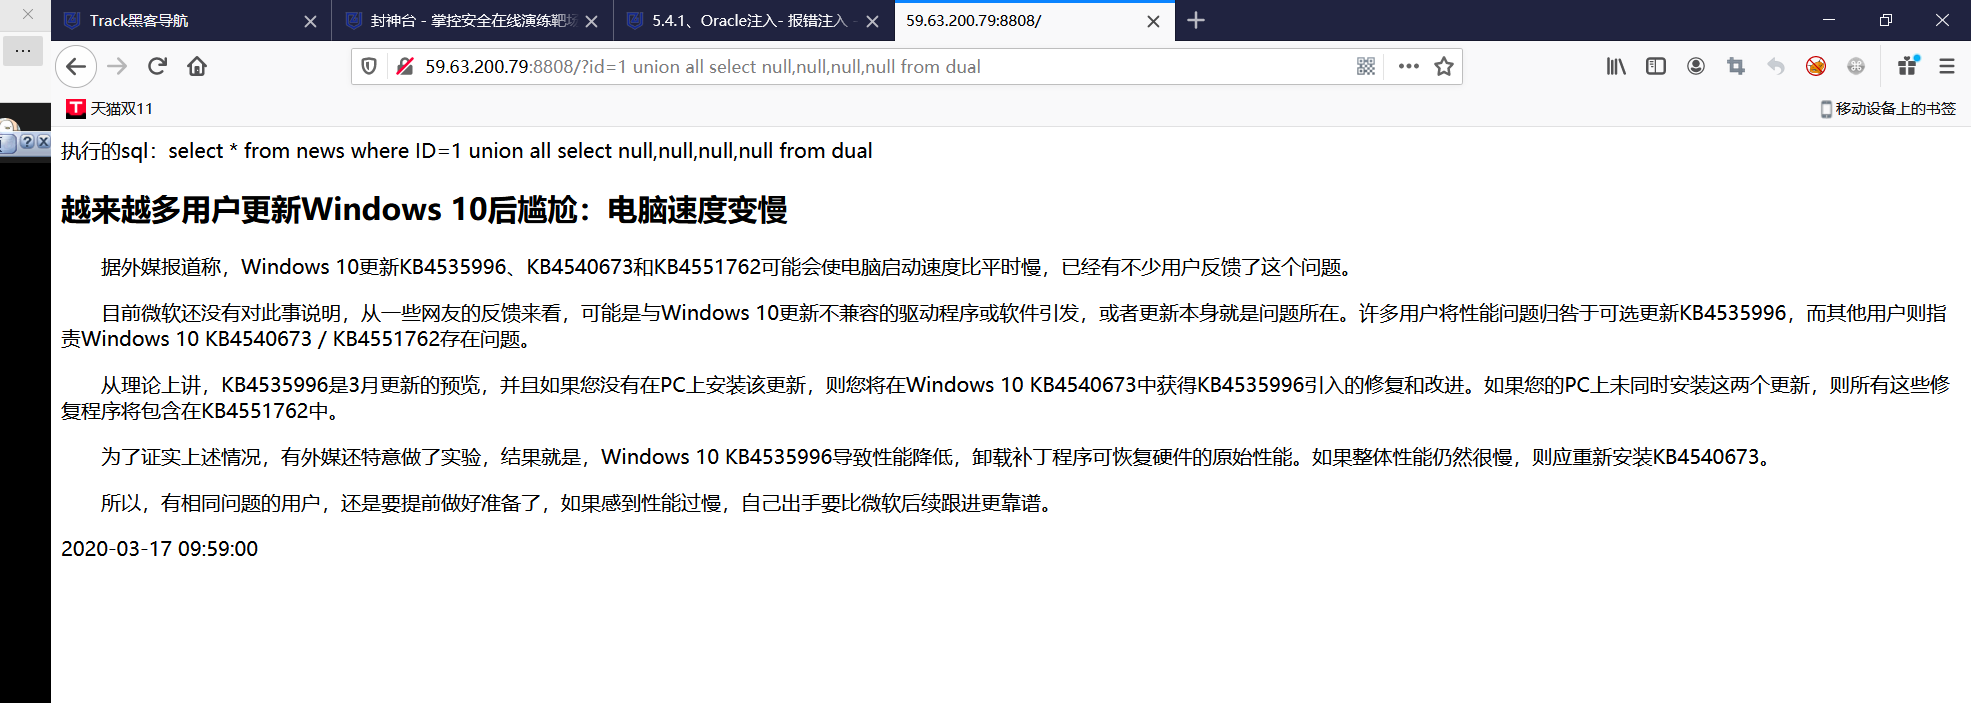 Track黑客导航
封神台 - 掌控安全在线演练靶场
5.4.1、Oracle注入- 报错注入 -
59.63.200.79:8808/
59.63.200.79:8808/?id=1 union all select null,null,null,null from dual
天猫双11
移动设备上的书签
执行的sql：select * from news where ID=1 union all select null,null,null,null from dual
越来越多用户更新Windows 10后尴尬：电脑速度变慢
据外媒报道称，Windows 10更新KB4535996、KB4540673和KB4551762可能会使电脑启动速度比平时慢，已经有不少用户反馈了这个问题。
目前微软还没有对此事说明，从一些网友的反馈来看，可能是与Windows 10更新不兼容的驱动程序或软件引发，或者更新本身就是问题所在。许多用户将性能问题归咎于可选更新KB4535996，而其他用户则指
责Windows 10 KB4540673 / KB4551762存在问题。
从理论上讲，KB4535996是3月更新的预览，并且如果您没有在PC上安装该更新，则您将在Windows 10 KB4540673中获得KB4535996引入的修复和改进。如果您的PC上未同时安装这两个更新，则所有这些修
复程序将包含在KB4551762中。
为了证实上述情况，有外媒还特意做了实验，结果就是，Windows 10 KB4535996导致性能降低，卸载补丁程序可恢复硬件的原始性能。如果整体性能仍然很慢，则应重新安装KB4540673。
所以，有相同问题的用户，还是要提前做好准备了，如果感到性能过慢，自己出手要比微软后续跟进更靠谱。
2020-03-17 09:59:00